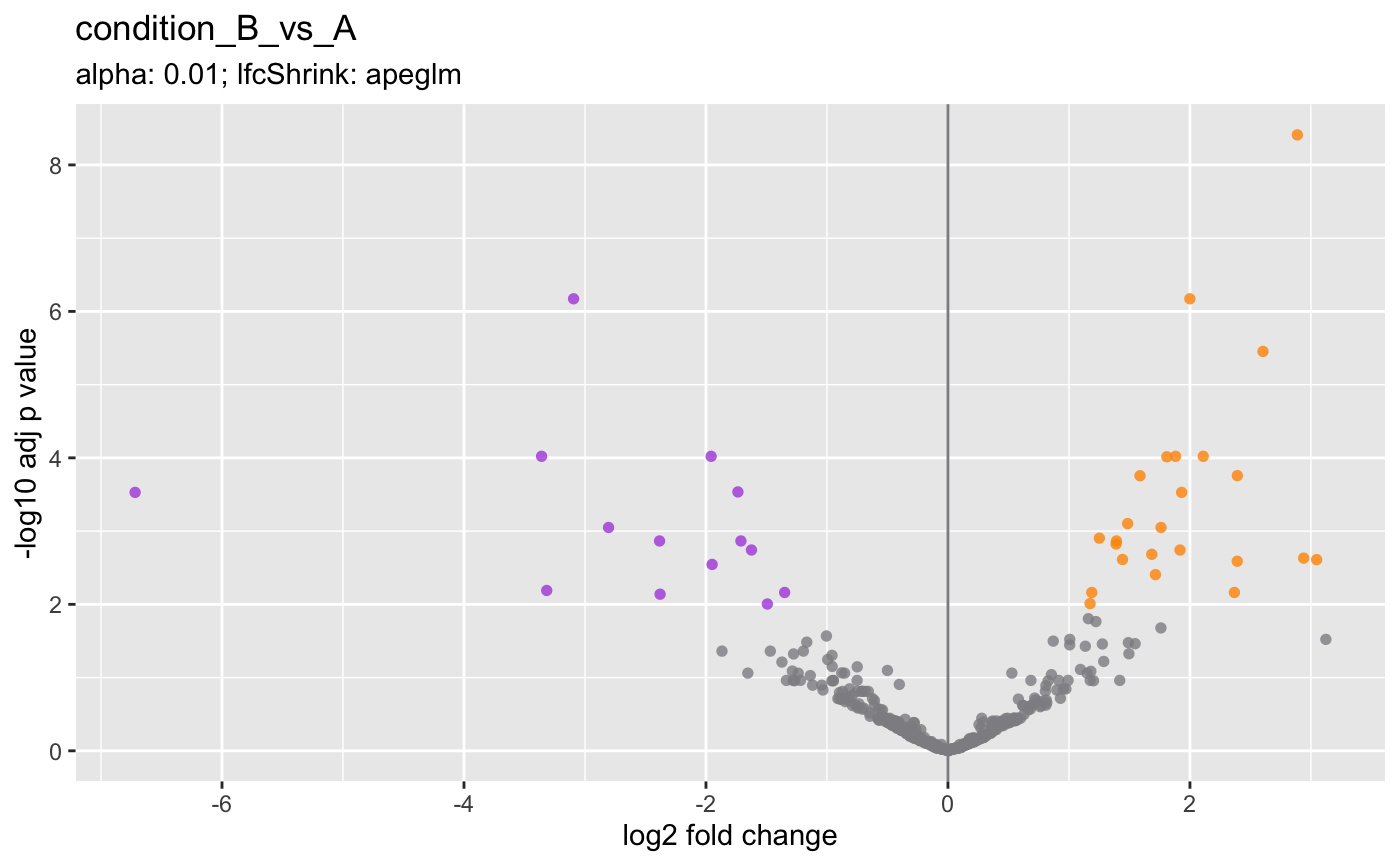 condition_B_vs_A
alpha: 0.01; lfcShrink: apeglm
8
6
4
2
0
-log10 adj p value
-6
-4
-2
0
2
log2 fold change